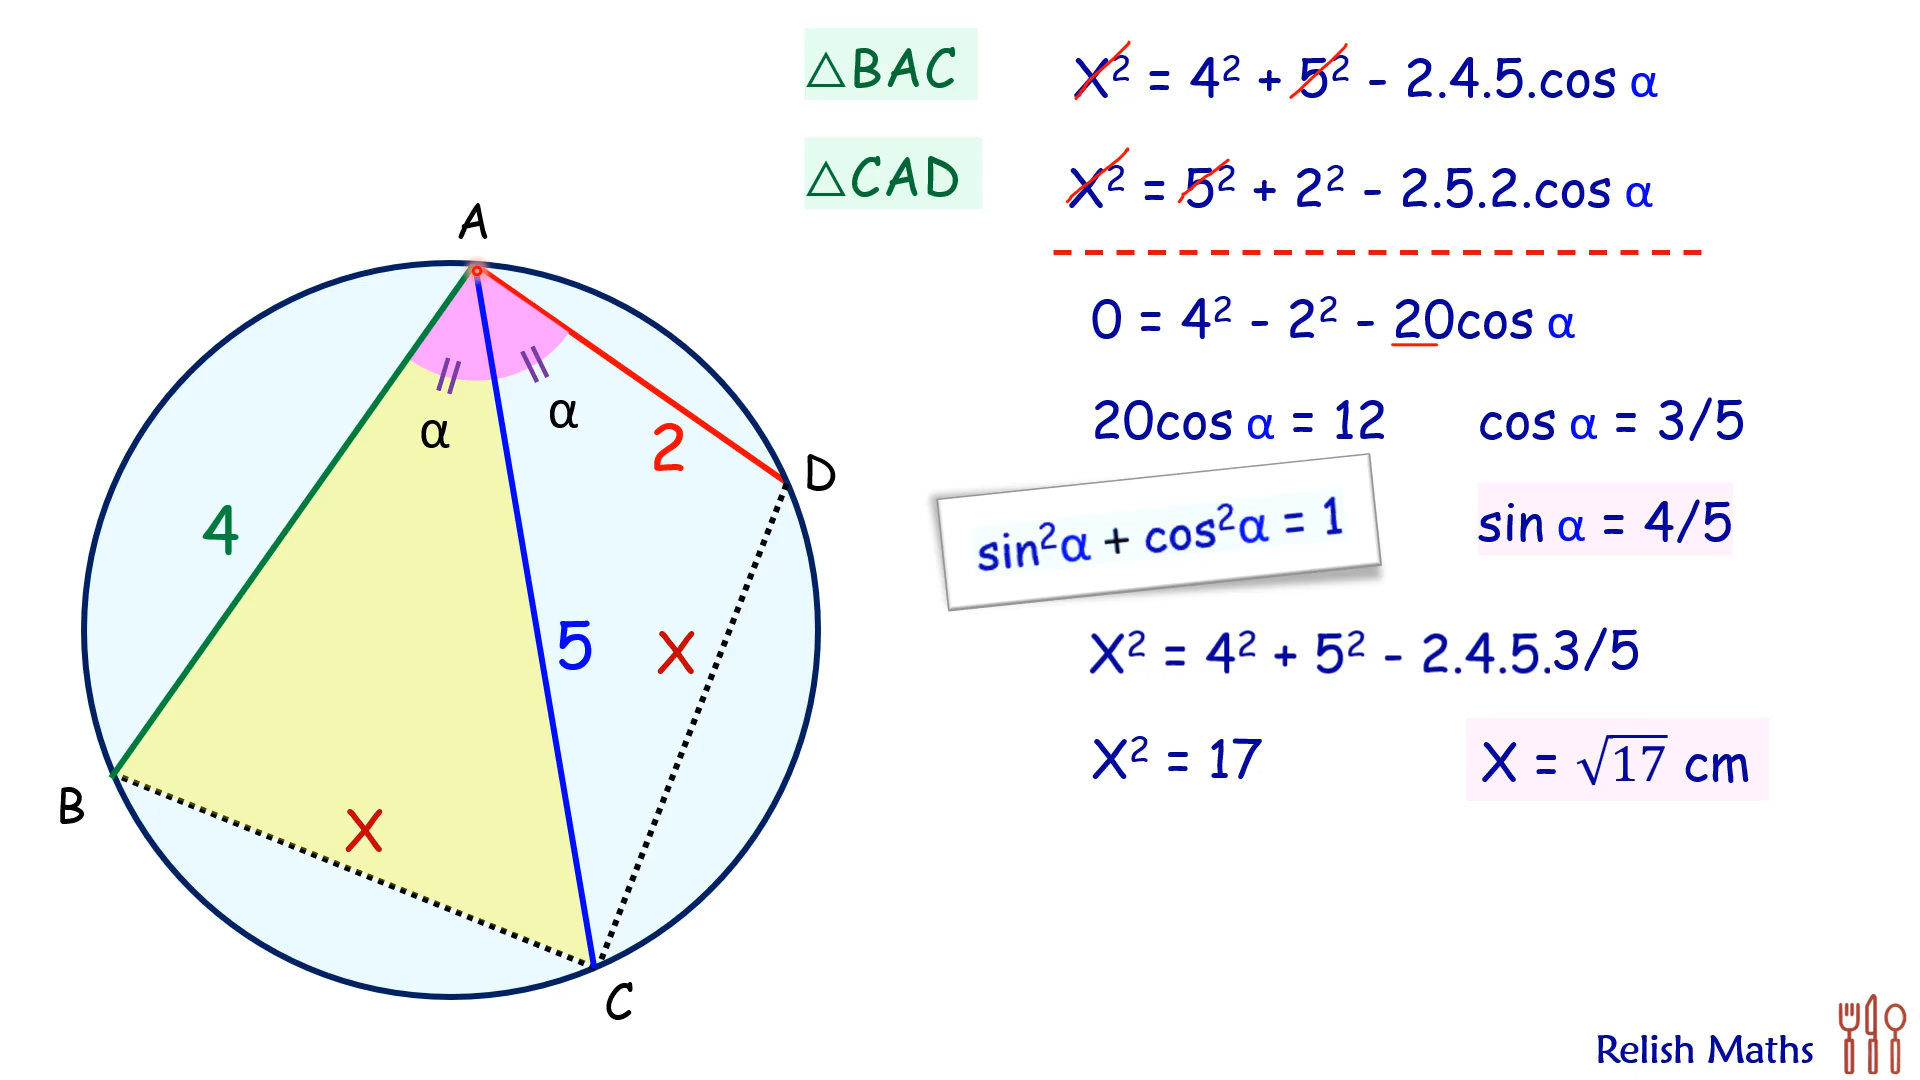 △BAC
X² = 4² + 5² - 2.4.5.cos α
△CAD
X² = 5² + 2² - 2.5.2.cos α
0 = 4² - 2² - 20cos α
20cos α = 12
cos α = 3/5
sin²α + cos²α = 1
sin α = 4/5
X² = 4² + 5² - 2.4.5.3/5
X² = 17
X = √17 cm
A
α
α
2
D
4
5
X
B
X
C
Relish Maths